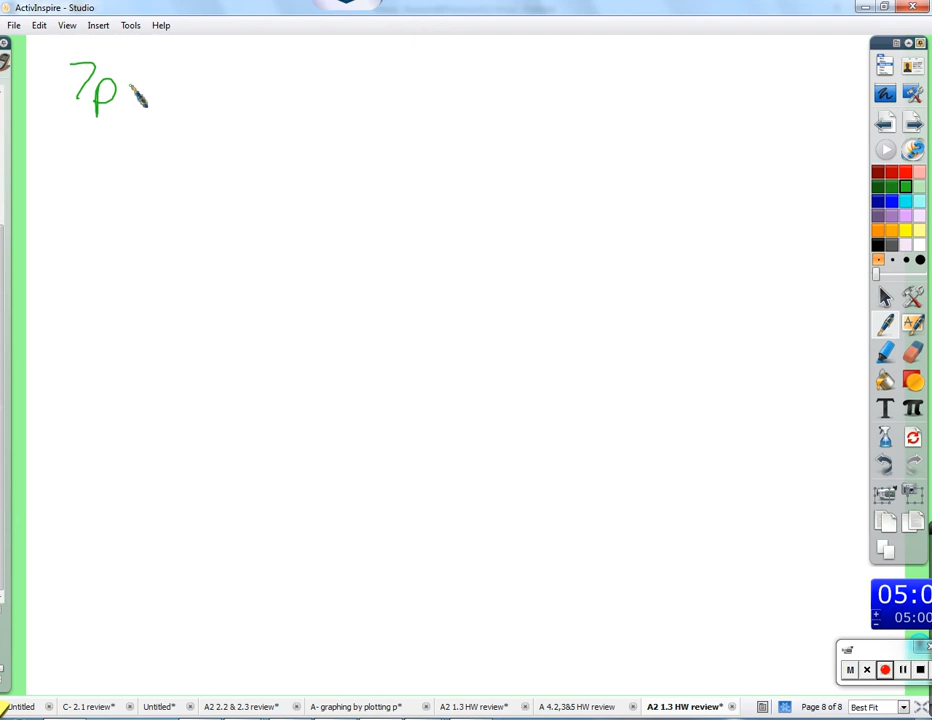 ActivInspire - Studio
File Edit View Insert Tools Help
7p
05:0
05:00
M
Untitled C- 2.1 review* Untitled* A2 2.2 & 2.3 review* A- graphing by plotting p* A2 1.3 HW review* A 4.2,3&5 HW review A2 1.3 HW review* Page 8 of 8 Best Fit